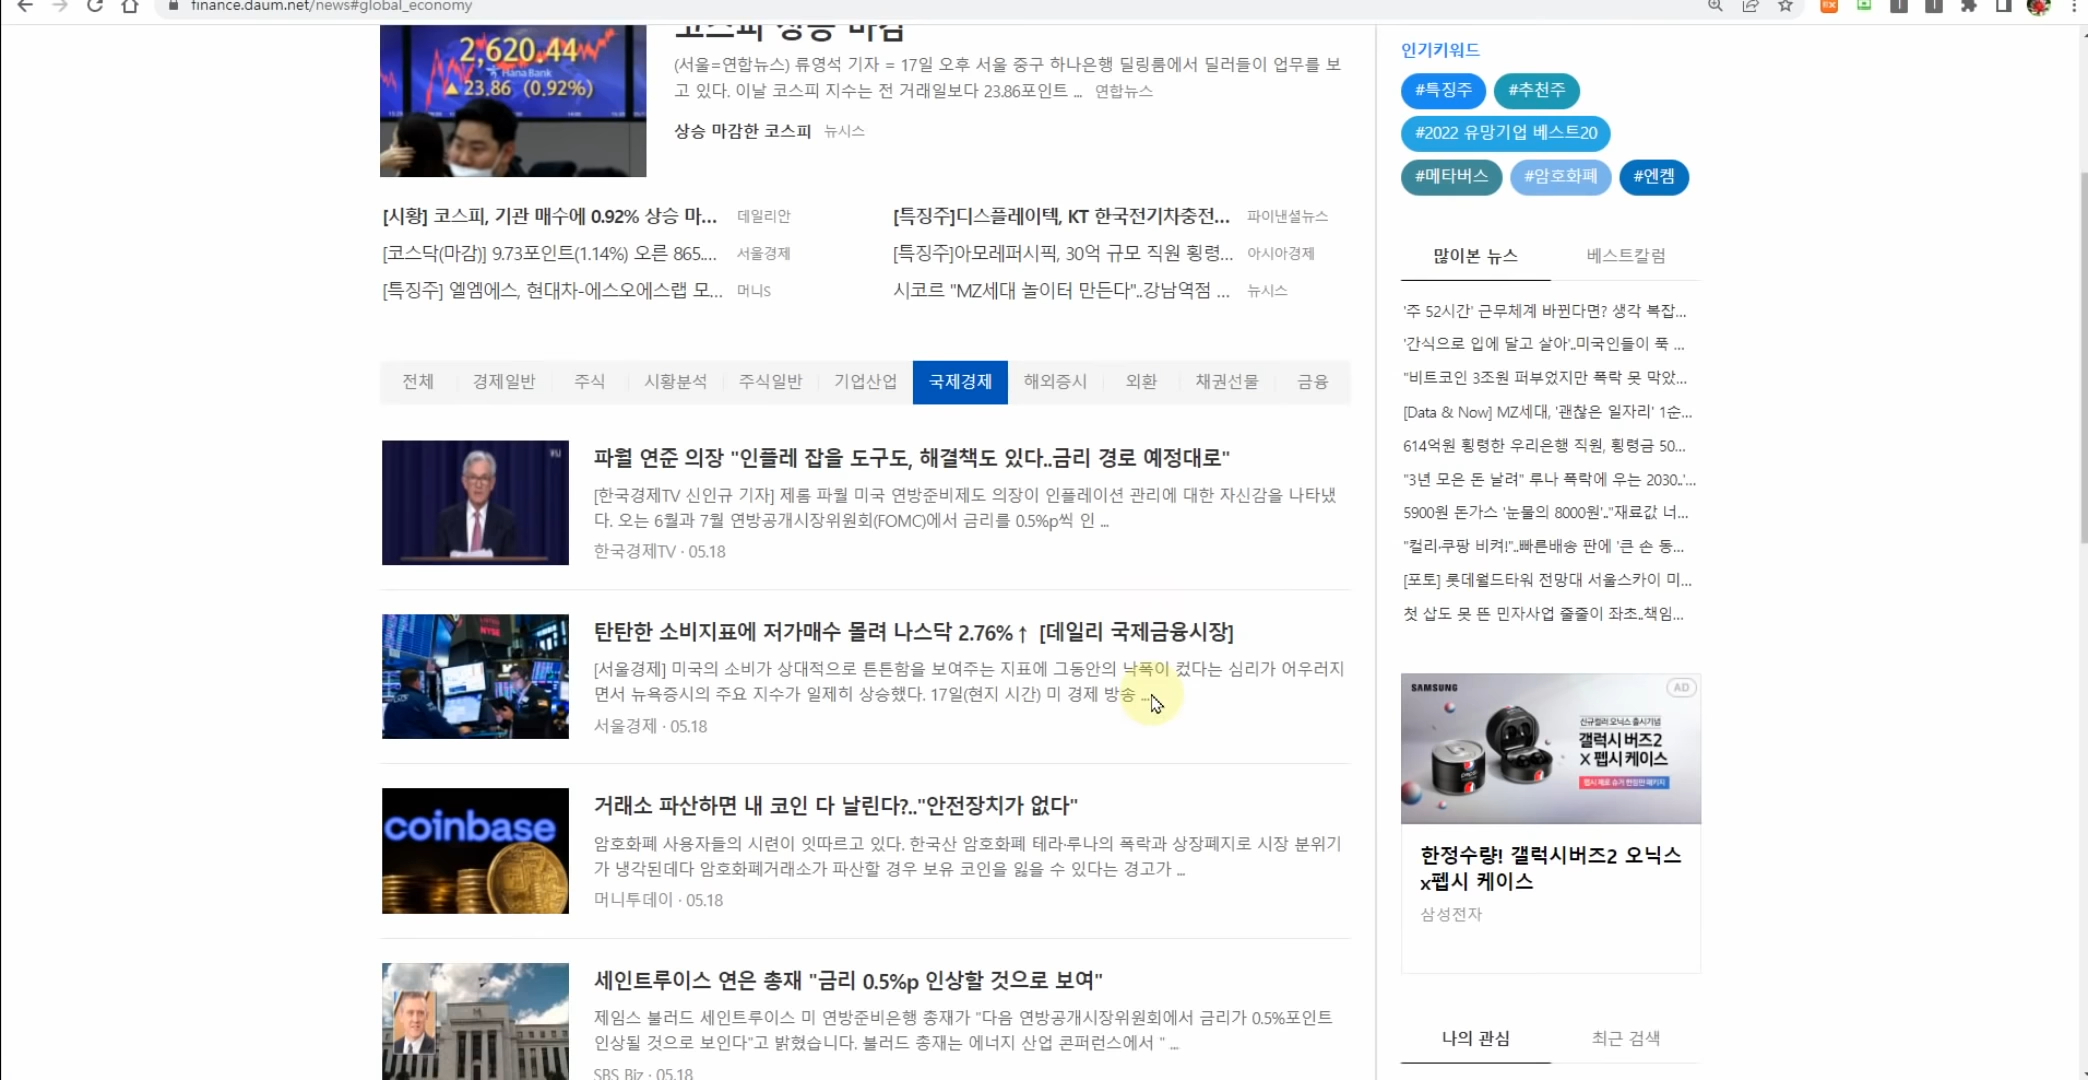 finance.daum.net/news#global_economy
코스피 상승 마감
2,620.44
Hana Bank
▲23.86 (0.92%)
(서울=연합뉴스) 류영석 기자 = 17일 오후 서울 중구 하나은행 딜링룸에서 딜러들이 업무를 보
고 있다. 이날 코스피 지수는 전 거래일보다 23.86포인트 ... 연합뉴스
상승 마감한 코스피 뉴시스
[시황] 코스피, 기관 매수에 0.92% 상승 마... 데일리안
[코스닥(마감)] 9.73포인트(1.14%) 오른 865.... 서울경제
[특징주] 엘엠에스, 현대차-에스오에스랩 모... 머니S
[특징주]디스플레이텍, KT 한국전기차충전... 파이낸셜뉴스
[특징주]아모레퍼시픽, 30억 규모 직원 횡령... 아시아경제
시코르 "MZ세대 놀이터 만든다"..강남역점 ... 뉴시스
전체 경제일반 주식 시황분석 주식일반 기업산업 국제경제 해외증시 외환 채권선물 금융
파월 연준 의장 "인플레 잡을 도구도, 해결책도 있다..금리 경로 예정대로"
[한국경제TV 신인규 기자] 제롬 파월 미국 연방준비제도 의장이 인플레이션 관리에 대한 자신감을 나타냈
다. 오는 6월과 7월 연방공개시장위원회(FOMC)에서 금리를 0.5%p씩 인 ...
한국경제TV · 05.18
NYSE
탄탄한 소비지표에 저가매수 몰려 나스닥 2.76%↑ [데일리 국제금융시장]
[서울경제] 미국의 소비가 상대적으로 튼튼함을 보여주는 지표에 그동안의 낙폭이 컸다는 심리가 어우러지
면서 뉴욕증시의 주요 지수가 일제히 상승했다. 17일(현지 시간) 미 경제 방송 ...
서울경제 · 05.18
coinbase
거래소 파산하면 내 코인 다 날린다?.."안전장치가 없다"
암호화폐 사용자들의 시련이 잇따르고 있다. 한국산 암호화폐 테라·루나의 폭락과 상장폐지로 시장 분위기
가 냉각된데다 암호화폐거래소가 파산할 경우 보유 코인을 잃을 수 있다는 경고가 ...
머니투데이 · 05.18
세인트루이스 연은 총재 "금리 0.5%p 인상할 것으로 보여"
제임스 불러드 세인트루이스 미 연방준비은행 총재가 "다음 연방공개시장위원회에서 금리가 0.5%포인트
인상될 것으로 보인다"고 밝혔습니다. 불러드 총재는 에너지 산업 콘퍼런스에서 " ...
SBS Biz · 05.18
인기키워드
#특징주 #추천주
#2022 유망기업 베스트20
#메타버스 #암호화폐 #엔켐
많이본 뉴스 베스트칼럼
'주 52시간' 근무체계 바뀐다면? 생각 복잡...
'간식으로 입에 달고 살아'..미국인들이 푹 ...
"비트코인 3조원 퍼부었지만 폭락 못 막았...
[Data & Now] MZ세대, '괜찮은 일자리' 1순...
614억원 횡령한 우리은행 직원, 횡령금 50...
"3년 모은 돈 날려" 루나 폭락에 우는 2030..'...
5900원 돈가스 '눈물의 8000원'.."재료값 너...
"컬리·쿠팡 비켜!"..빠른배송 판에 '큰 손 동...
[포토] 롯데월드타워 전망대 서울스카이 미...
첫 삽도 못 뜬 민자사업 줄줄이 좌초..책임...
SAMSUNG
AD
신규컬러 오닉스 출시기념
갤럭시 버즈2
X 펩시 케이스
한정수량! 갤럭시버즈2 오닉스
x펩시 케이스
삼성전자
나의 관심 최근 검색